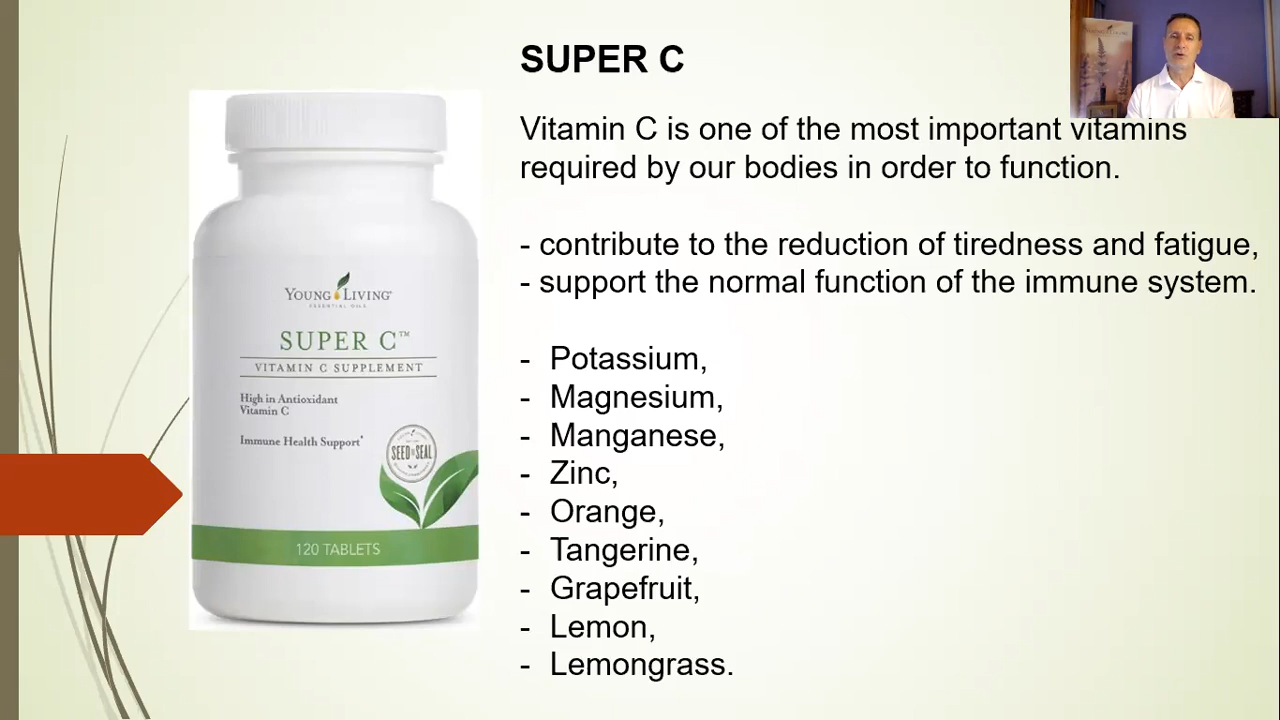 SUPER C
Vitamin C is one of the most important vitamins
required by our bodies in order to function.
- contribute to the reduction of tiredness and fatigue,
- support the normal function of the immune system.
- Potassium,
- Magnesium,
- Manganese,
- Zinc,
- Orange,
- Tangerine,
- Grapefruit,
- Lemon,
- Lemongrass.
YOUNG LIVING
ESSENTIAL OILS
SUPER C™
VITAMIN C SUPPLEMENT
High in Antioxidant
Vitamin C
Immune Health Support*
SEED TO SEAL
120 TABLETS